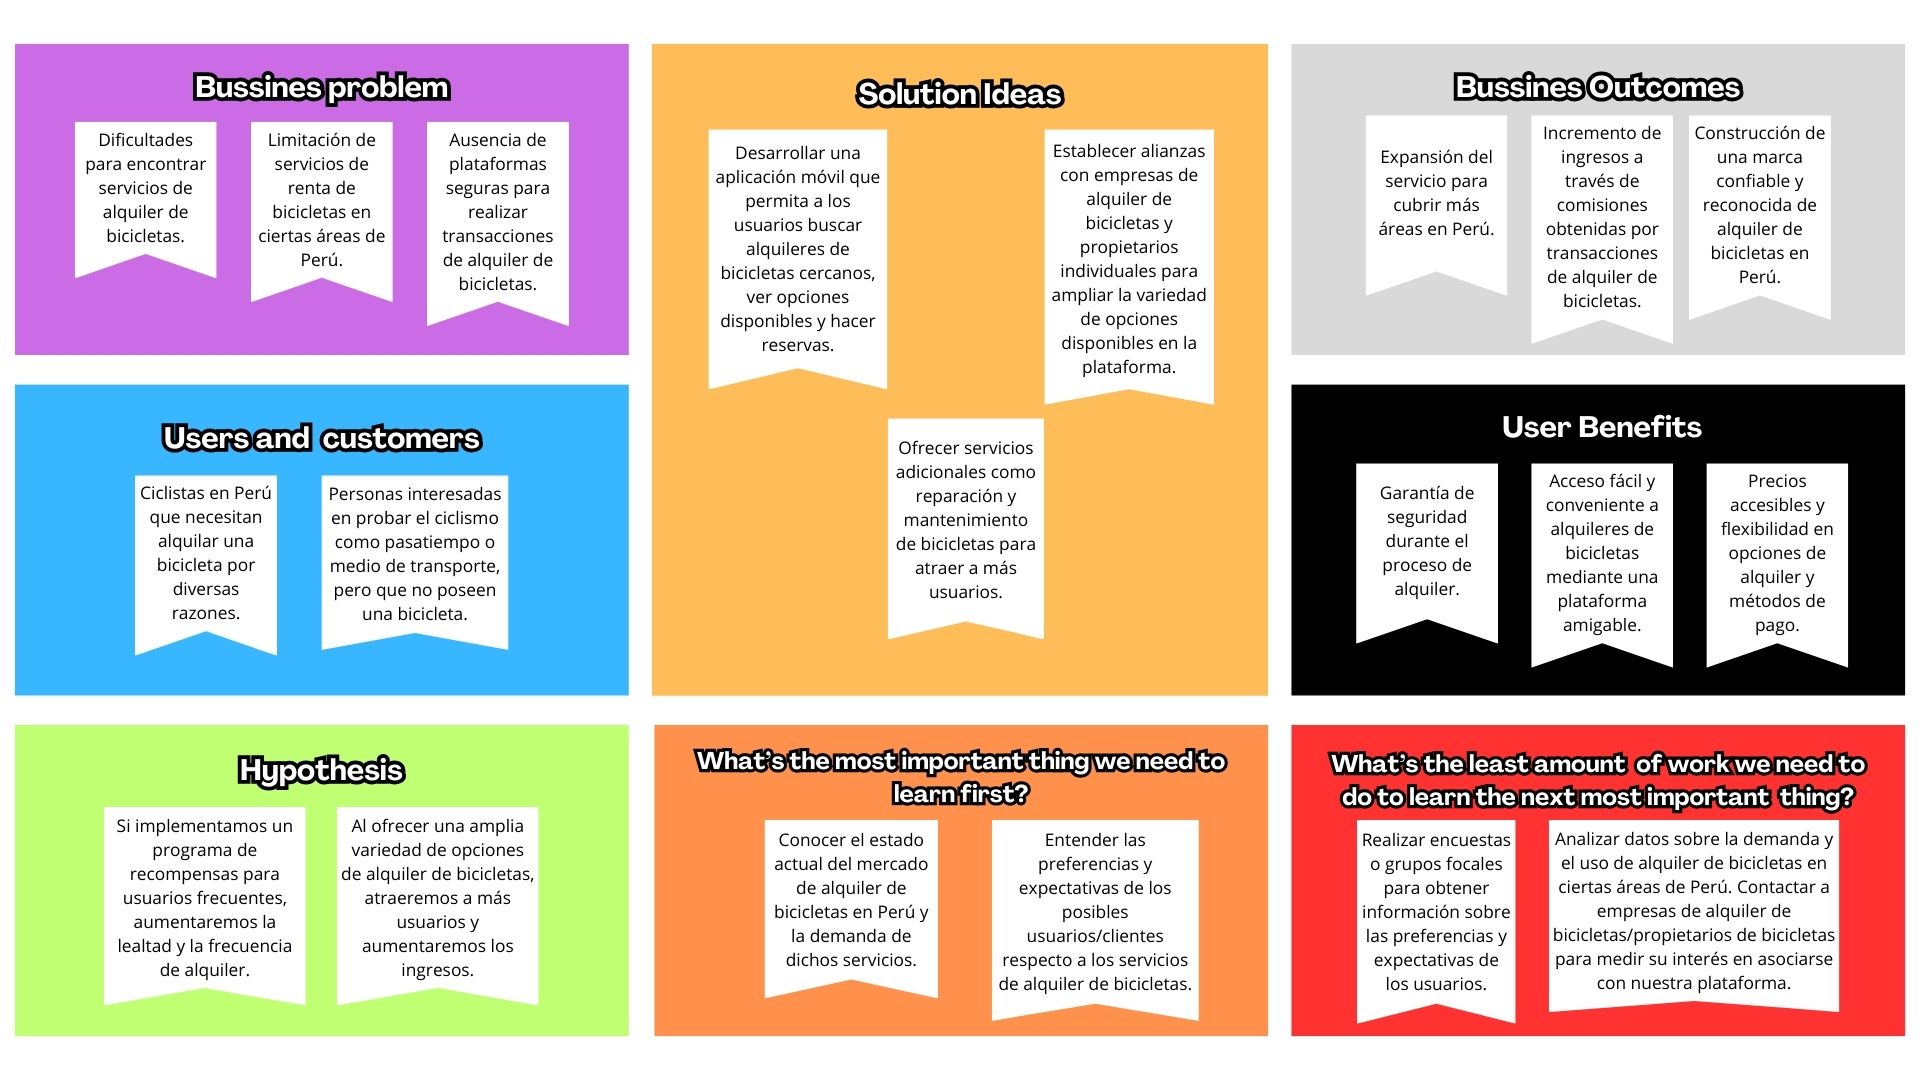 Bussines problem
Dificultades
para encontrar
servicios de
alquiler de
bicicletas.
Limitación de
servicios de
renta de
bicicletas en
ciertas áreas de
Perú.
Ausencia de
plataformas
seguras para
realizar
transacciones
de alquiler de
bicicletas.
Solution Ideas
Desarrollar una
aplicación móvil que
permita a los
usuarios buscar
alquileres de
bicicletas cercanos,
ver opciones
disponibles y hacer
reservas.
Establecer alianzas
con empresas de
alquiler de
bicicletas y
propietarios
individuales para
ampliar la variedad
de opciones
disponibles en la
plataforma.
Ofrecer servicios
adicionales como
reparación y
mantenimiento
de bicicletas para
atraer a más
usuarios.
Bussines Outcomes
Expansión del
servicio para
cubrir más
áreas en Perú.
Incremento de
ingresos a
través de
comisiones
obtenidas por
transacciones
de alquiler de
bicicletas.
Construcción de
una marca
confiable y
reconocida de
alquiler de
bicicletas en
Perú.
Users and customers
Ciclistas en Perú
que necesitan
alquilar una
bicicleta por
diversas
razones.
Personas interesadas
en probar el ciclismo
como pasatiempo o
medio de transporte,
pero que no poseen
una bicicleta.
User Benefits
Garantía de
seguridad
durante el
proceso de
alquiler.
Acceso fácil y
conveniente a
alquileres de
bicicletas
mediante una
plataforma
amigable.
Precios
accesibles y
flexibilidad en
opciones de
alquiler y
métodos de
pago.
Hypothesis
Si implementamos un
programa de
recompensas para
usuarios frecuentes,
aumentaremos la
lealtad y la frecuencia
de alquiler.
Al ofrecer una amplia
variedad de opciones
de alquiler de bicicletas,
atraeremos a más
usuarios y
aumentaremos los
ingresos.
What's the most important thing we need to
learn first?
Conocer el estado
actual del mercado
de alquiler de
bicicletas en Perú y
la demanda de
dichos servicios.
Entender las
preferencias y
expectativas de los
posibles
usuarios/clientes
respecto a los servicios
de alquiler de bicicletas.
What's the least amount of work we need to
do to learn the next most important thing?
Realizar encuestas
o grupos focales
para obtener
información sobre
las preferencias y
expectativas de
los usuarios.
Analizar datos sobre la demanda y
el uso de alquiler de bicicletas en
ciertas áreas de Perú. Contactar a
empresas de alquiler de
bicicletas/propietarios de bicicletas
para medir su interés en asociarse
con nuestra plataforma.